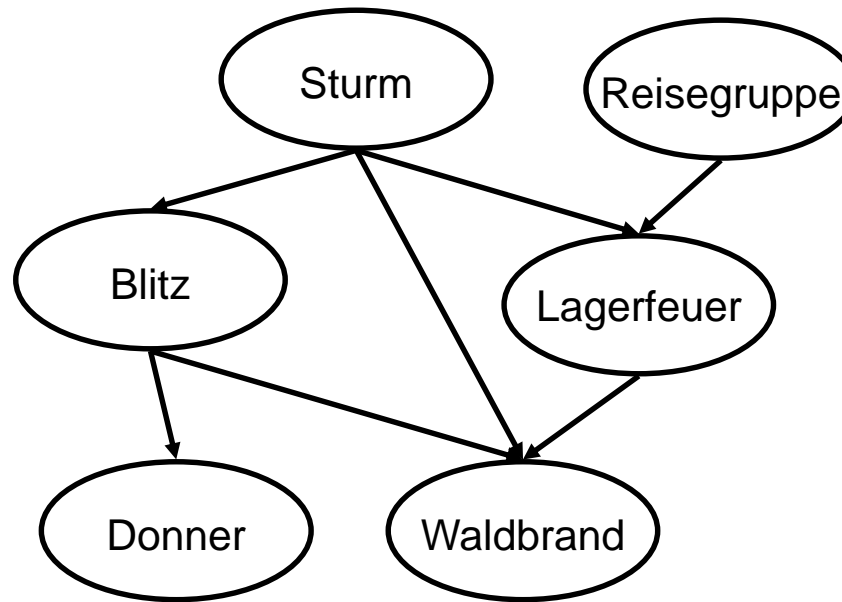 Sturm
Reisegruppe
Blitz
Lagerfeuer
Donner
Waldbrand